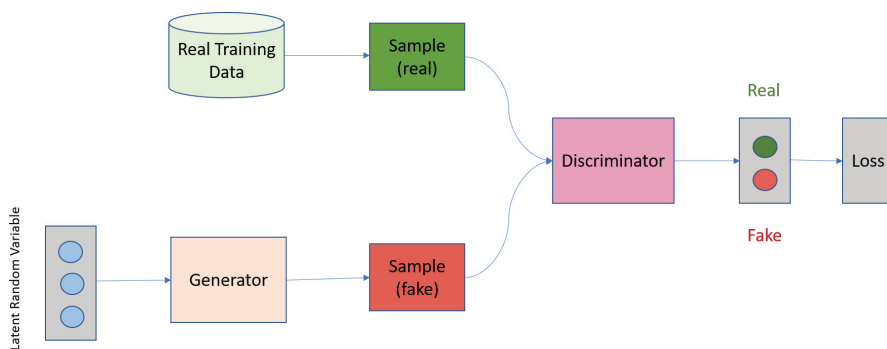 Real Training
Data
Sample
(real)
Real
Discriminator
Loss
Fake
Latent Random Variable
Generator
Sample
(fake)